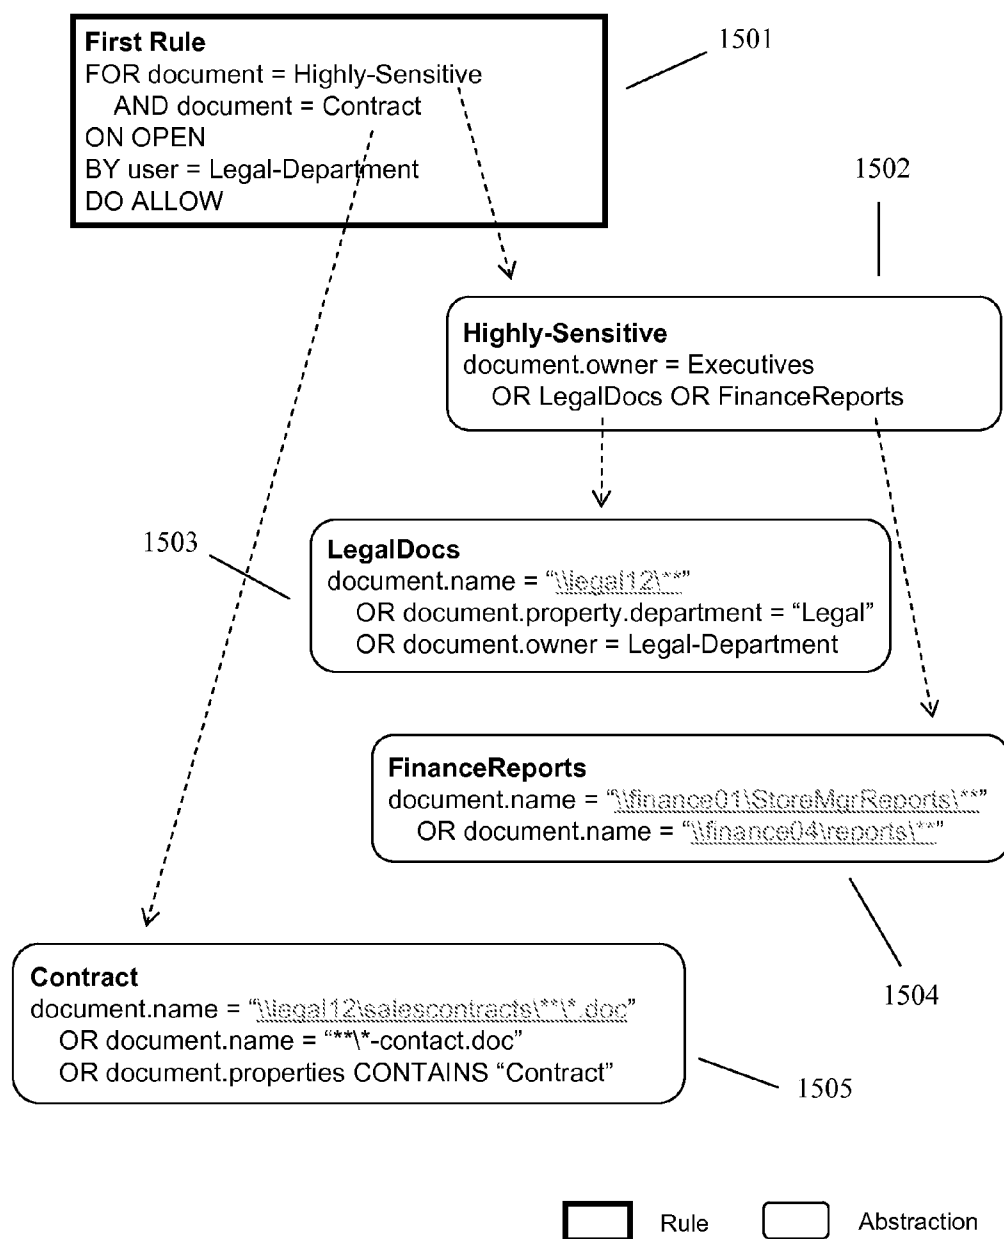 First Rule
1501
FOR document = Highly-Sensitive
AND document = Contract
ON OPEN
BY user = Legal-Department
DO ALLOW
1502
Highly-Sensitive
document.owner = Executives
OR LegalDocs OR FinanceReports
1503
LegalDocs
document.name = “\\legal12\**”
OR document.property.department = “Legal”
OR document.owner = Legal-Department
FinanceReports
document.name = “\\finance01\StoreMgrReports\**”
OR document.name = “\\finance04\reports\**”
1504
Contract
document.name = “\\legal12\salescontracts\**\*.doc”
OR document.name = “**\*-contact.doc”
OR document.properties CONTAINS “Contract”
1505
Rule
Abstraction